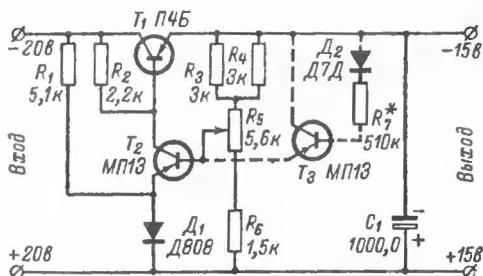 T₁ П4Б
-20в
-15в
R₁
5,1к
R₂
2,2к
R₃
3к
R₄
3к
Д₂
Д7Д
R₇*
510к
Вход
T₂
МП13
R₅
5,6к
T₃ МП13
Выход
Д₁
Д808
R₆
1,5к
C₁
1000,0
-
+
+20в
+15в